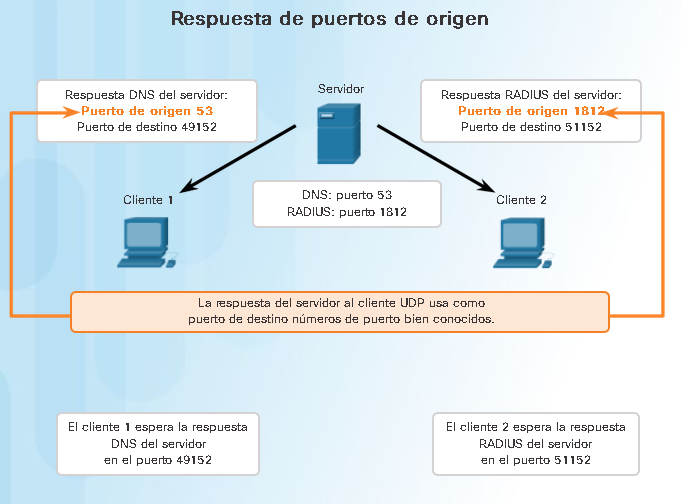 Respuesta de puertos de origen
Respuesta DNS del servidor:
Puerto de origen 53
Puerto de destino 49152
Servidor
Respuesta RADIUS del servidor:
Puerto de origen 1812
Puerto de destino 51152
Cliente 1
DNS: puerto 53
RADIUS: puerto 1812
Cliente 2
La respuesta del servidor al cliente UDP usa como
puerto de destino números de puerto bien conocidos.
El cliente 1 espera la respuesta
DNS del servidor
en el puerto 49152
El cliente 2 espera la respuesta
RADIUS del servidor
en el puerto 51152